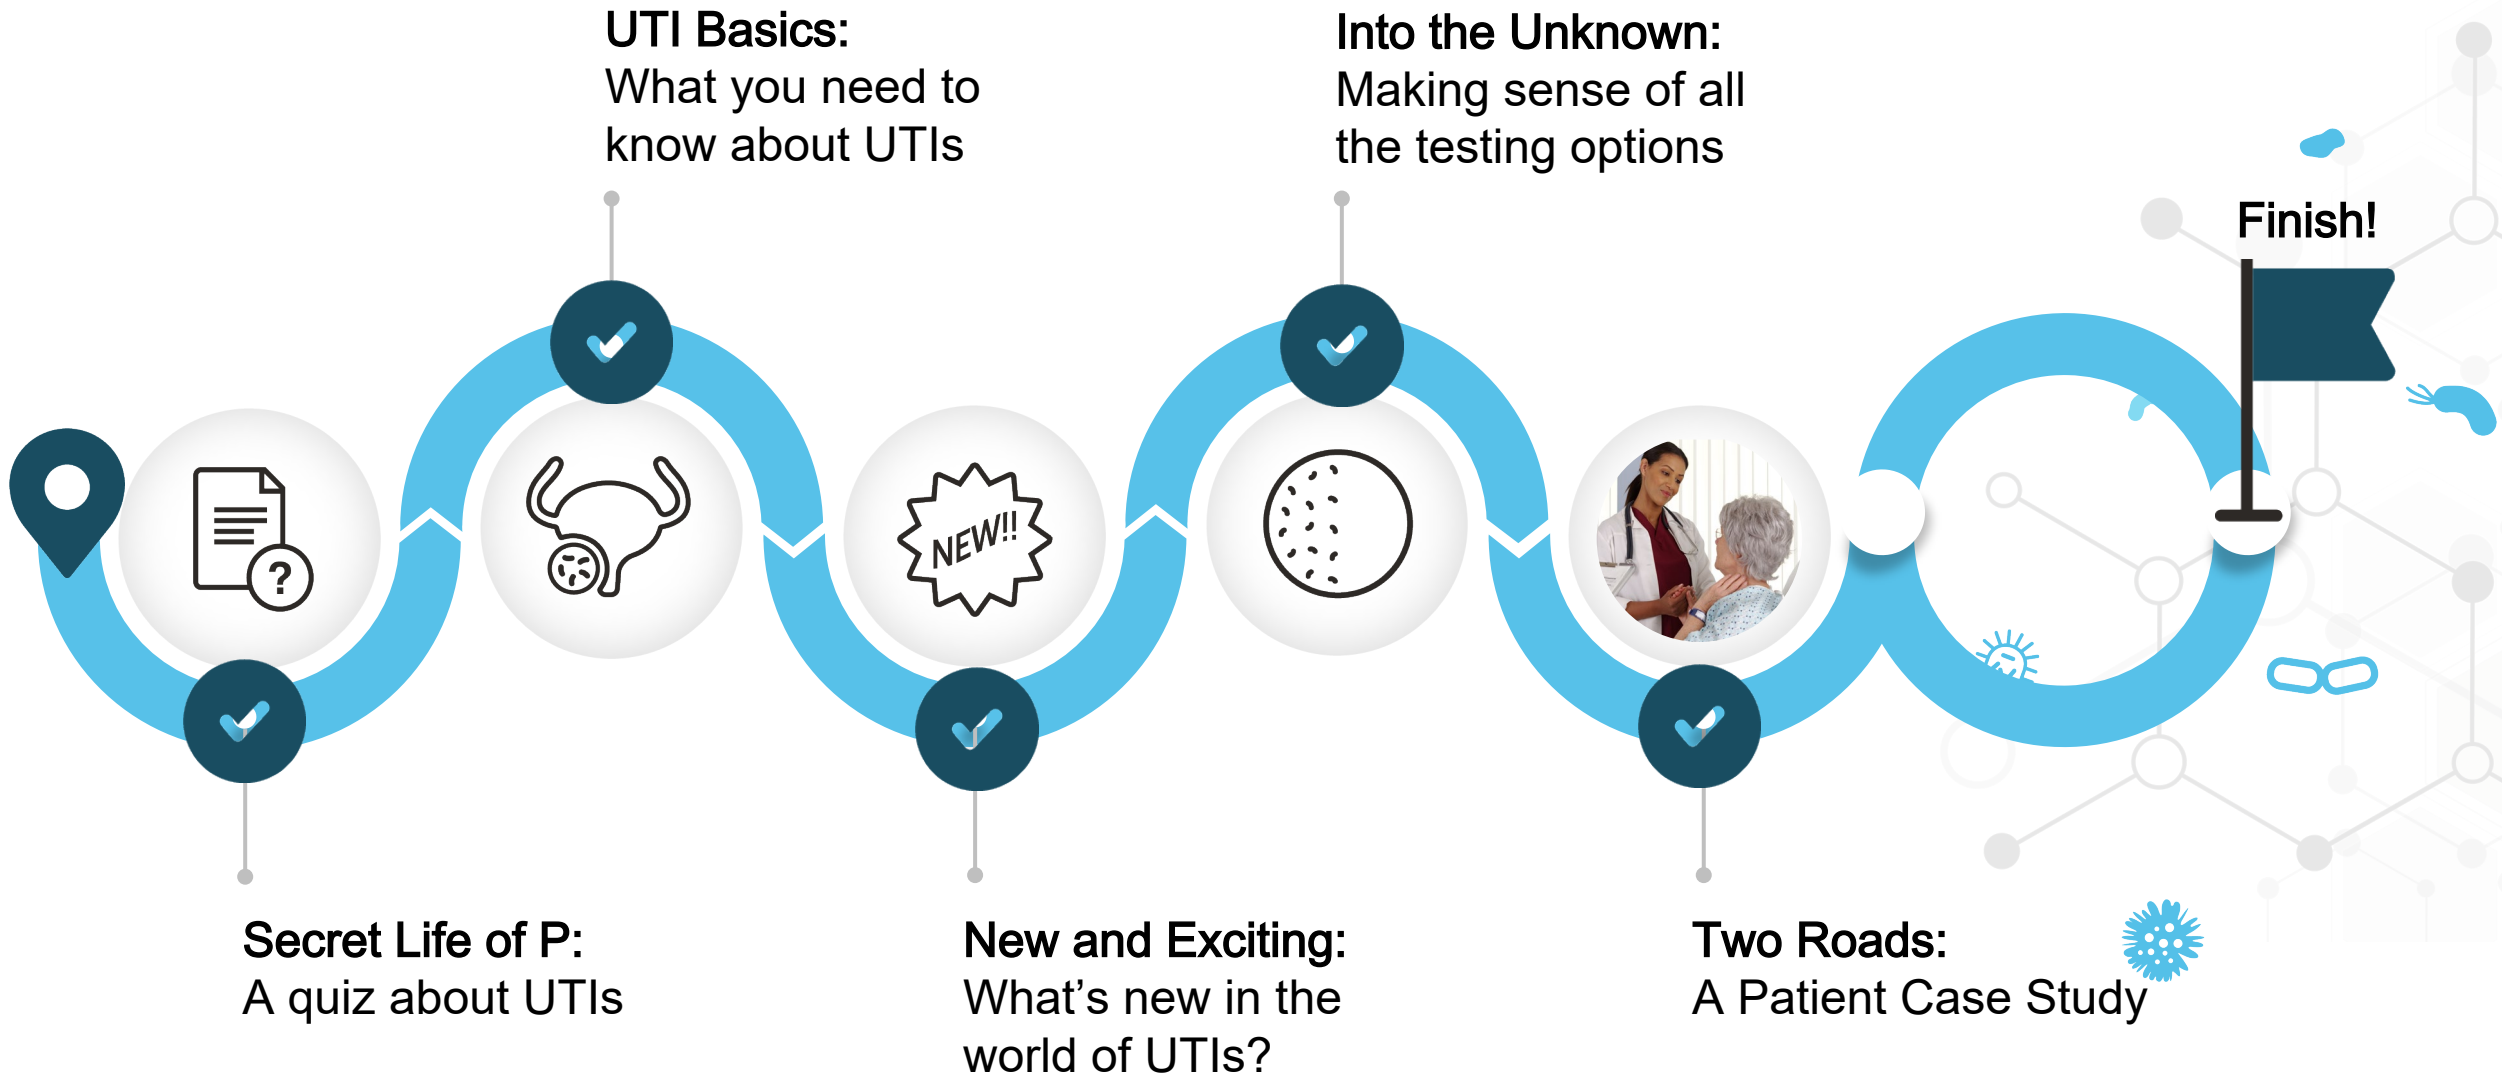 UTI Basics:
What you need to
know about UTIs
Into the Unknown:
Making sense of all
the testing options
Finish!
?
NEW!!
Secret Life of P:
A quiz about UTIs
New and Exciting:
What’s new in the
world of UTIs?
Two Roads:
A Patient Case Study